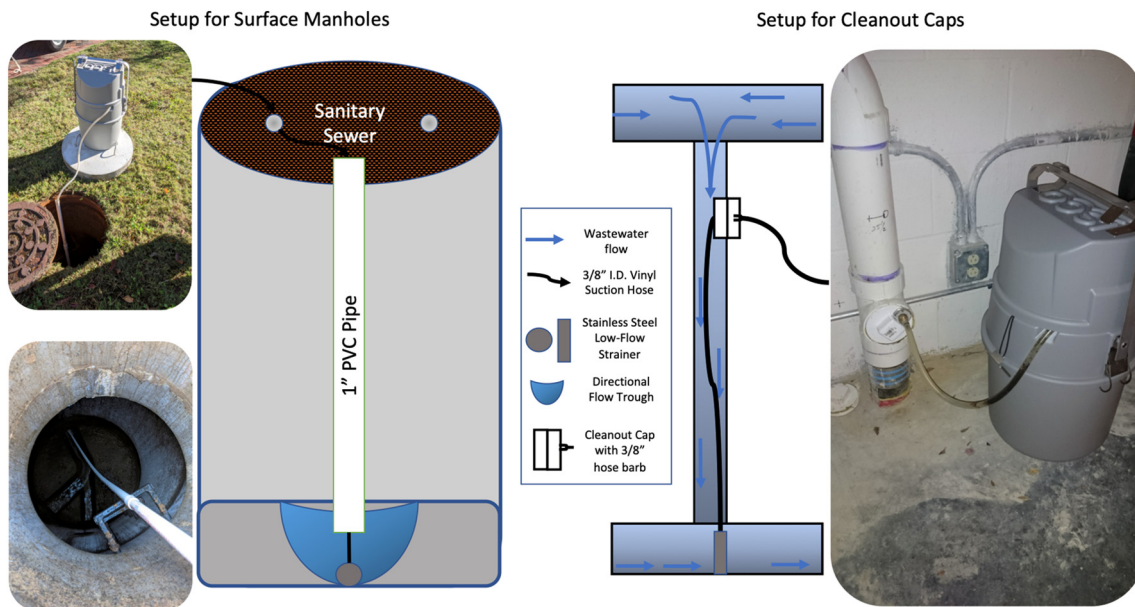 Setup for Surface Manholes
Setup for Cleanout Caps
Sanitary
Sewer
1” PVC Pipe
Wastewater
flow
3/8” I.D. Vinyl
Suction Hose
Stainless Steel
Low-Flow
Strainer
Directional
Flow Trough
Cleanout Cap
with 3/8”
hose barb